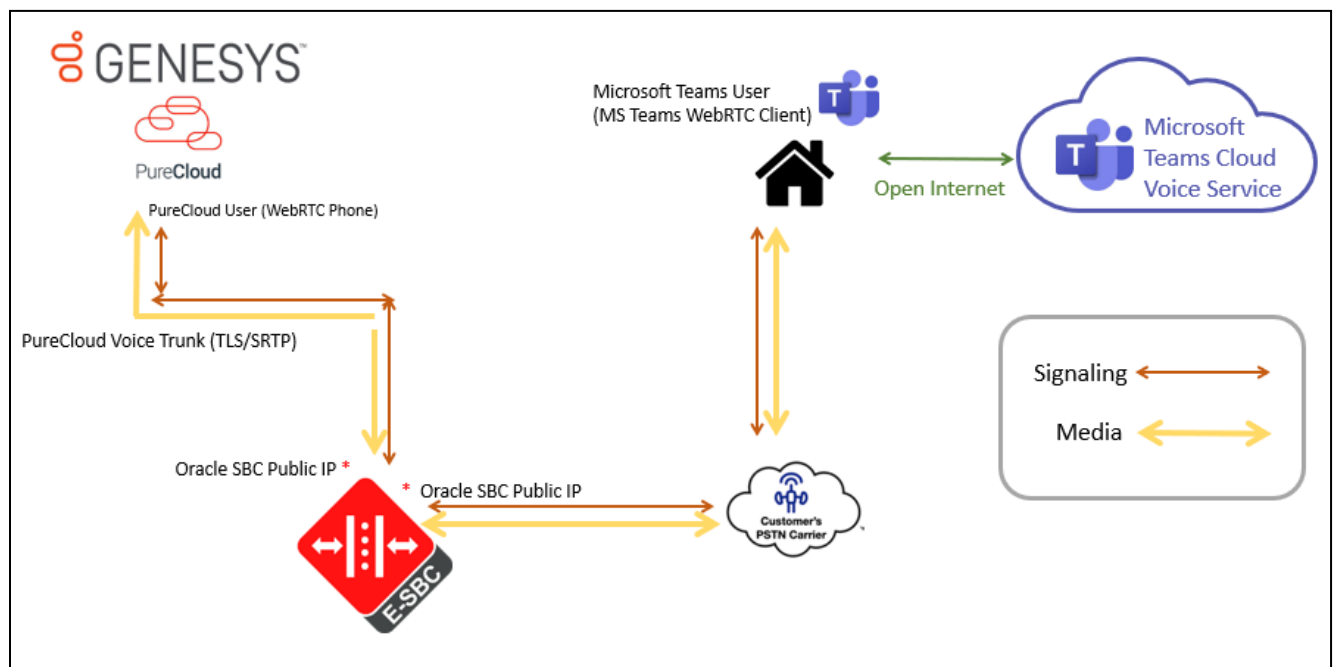 GENESYS™
PureCloud
PureCloud User (WebRTC Phone)
PureCloud Voice Trunk (TLS/SRTP)
Oracle SBC Public IP *
* Oracle SBC Public IP
E-SBC
Customer's
PSTN Carrier
Microsoft Teams User
(MS Teams WebRTC Client)
T
Open Internet
T
Microsoft
Teams Cloud
Voice Service
Signaling
Media